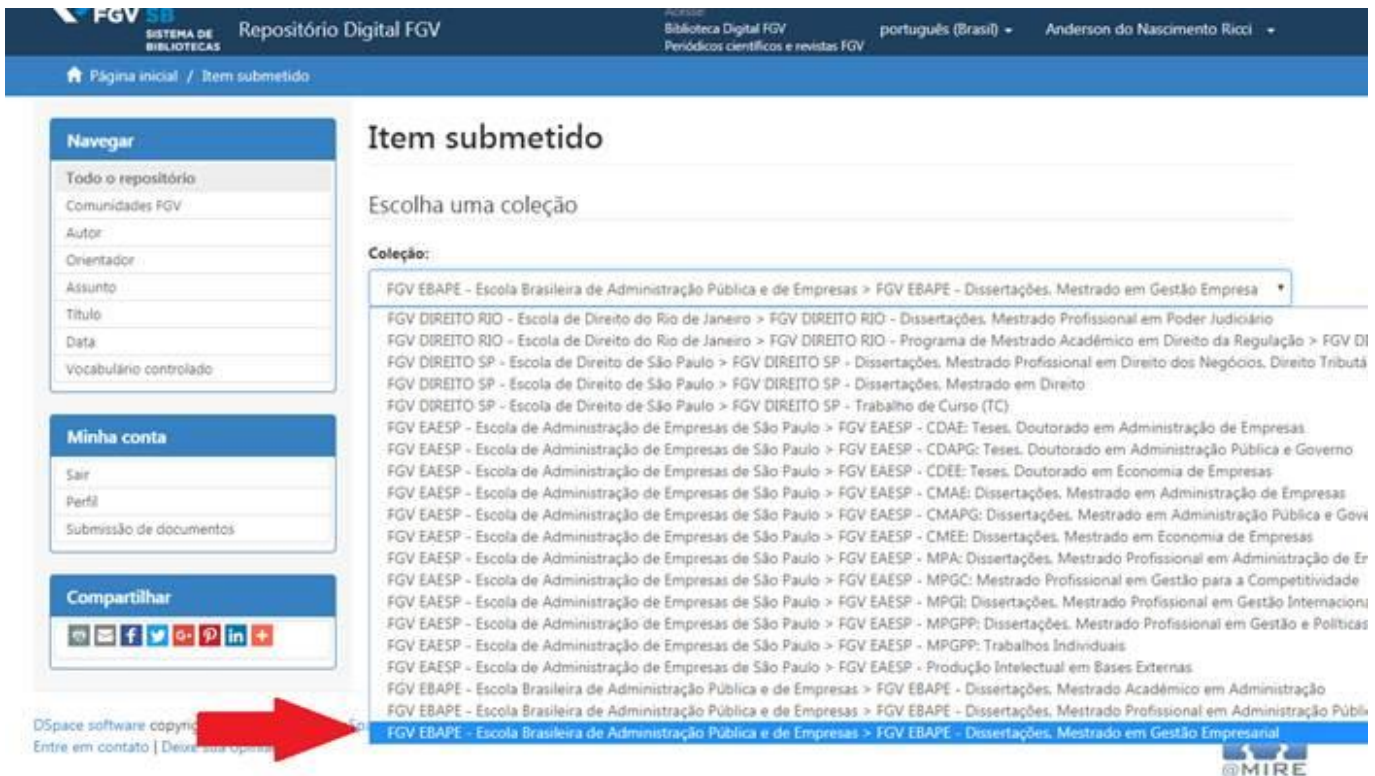 FGV SB
SISTEMA DE
BIBLIOTECAS
Repositório Digital FGV
Acesse:
Biblioteca Digital FGV
Periódicos científicos e revistas FGV
português (Brasil)
Anderson do Nascimento Ricci
Página inicial / Item submetido
Navegar
Todo o repositório
Comunidades FGV
Autor
Orientador
Assunto
Título
Data
Vocabulário controlado
Minha conta
Sair
Perfil
Submissão de documentos
Compartilhar
Item submetido
Escolha uma coleção
Coleção:
FGV EBAPE - Escola Brasileira de Administração Pública e de Empresas > FGV EBAPE - Dissertações, Mestrado em Gestão Empresa
FGV DIREITO RIO - Escola de Direito do Rio de Janeiro > FGV DIREITO RIO - Dissertações, Mestrado Profissional em Poder Judiciário
FGV DIREITO RIO - Escola de Direito do Rio de Janeiro > FGV DIREITO RIO - Programa de Mestrado Acadêmico em Direito da Regulação > FGV DI
FGV DIREITO SP - Escola de Direito de São Paulo > FGV DIREITO SP - Dissertações, Mestrado Profissional em Direito dos Negócios, Direito Tributá
FGV DIREITO SP - Escola de Direito de São Paulo > FGV DIREITO SP - Dissertações, Mestrado em Direito
FGV DIREITO SP - Escola de Direito de São Paulo > FGV DIREITO SP - Trabalho de Curso (TC)
FGV EAESP - Escola de Administração de Empresas de São Paulo > FGV EAESP - CDAE: Teses, Doutorado em Administração de Empresas
FGV EAESP - Escola de Administração de Empresas de São Paulo > FGV EAESP - CDAPG: Teses, Doutorado em Administração Pública e Governo
FGV EAESP - Escola de Administração de Empresas de São Paulo > FGV EAESP - CDEE: Teses, Doutorado em Economia de Empresas
FGV EAESP - Escola de Administração de Empresas de São Paulo > FGV EAESP - CMAE: Dissertações, Mestrado em Administração de Empresas
FGV EAESP - Escola de Administração de Empresas de São Paulo > FGV EAESP - CMAPG: Dissertações, Mestrado em Administração Pública e Gove
FGV EAESP - Escola de Administração de Empresas de São Paulo > FGV EAESP - CMEE: Dissertações, Mestrado em Economia de Empresas
FGV EAESP - Escola de Administração de Empresas de São Paulo > FGV EAESP - MPA: Dissertações, Mestrado Profissional em Administração de Er
FGV EAESP - Escola de Administração de Empresas de São Paulo > FGV EAESP - MPGC: Mestrado Profissional em Gestão para a Competitividade
FGV EAESP - Escola de Administração de Empresas de São Paulo > FGV EAESP - MPGI: Dissertações, Mestrado Profissional em Gestão Internaciona
FGV EAESP - Escola de Administração de Empresas de São Paulo > FGV EAESP - MPGPP: Dissertações, Mestrado Profissional em Gestão e Políticas
FGV EAESP - Escola de Administração de Empresas de São Paulo > FGV EAESP - MPGPP: Trabalhos Individuais
FGV EAESP - Escola de Administração de Empresas de São Paulo > FGV EAESP - Produção Intelectual em Bases Externas
FGV EBAPE - Escola Brasileira de Administração Pública e de Empresas > FGV EBAPE - Dissertações, Mestrado Acadêmico em Administração
FGV EBAPE - Escola Brasileira de Administração Pública e de Empresas > FGV EBAPE - Dissertações, Mestrado Profissional em Administração Públi
FGV EBAPE - Escola Brasileira de Administração Pública e de Empresas > FGV EBAPE - Dissertações, Mestrado em Gestão Empresarial
DSpace software
Entre em contato | Deixe sua
@MIRE